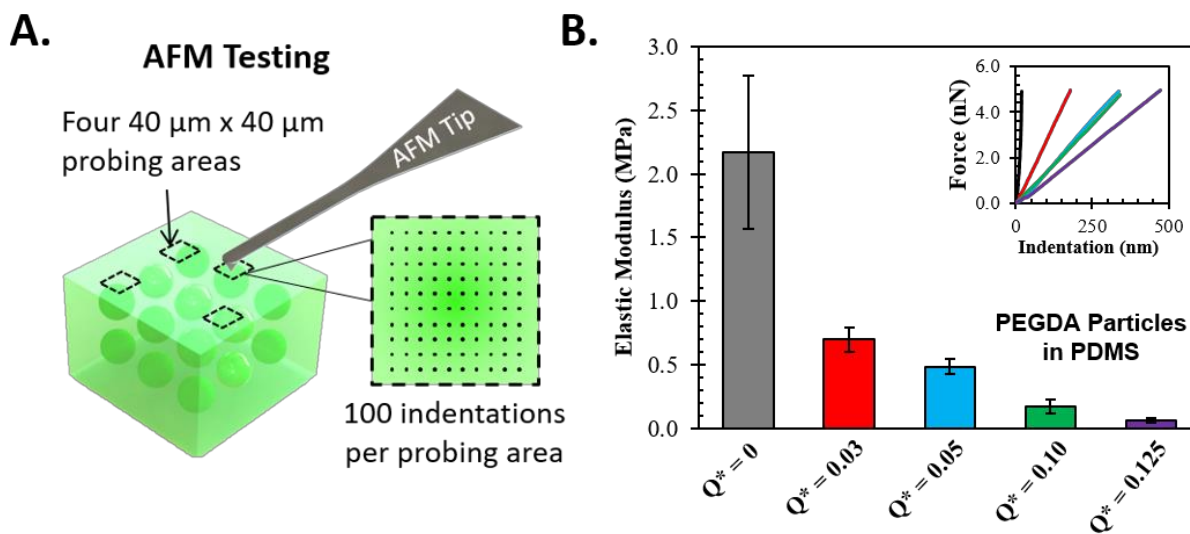 A.
AFM Testing
Four 40 µm x 40 µm
probing areas
AFM Tip
100 indentations
per probing area
B.
Elastic Modulus (MPa)
3.0
2.5
2.0
1.5
1.0
0.5
0.0
Q* = 0
Q* = 0.03
Q* = 0.05
Q* = 0.10
Q* = 0.125
Force (nN)
6.0
4.0
2.0
0.0
0
250
500
Indentation (nm)
PEGDA Particles
in PDMS